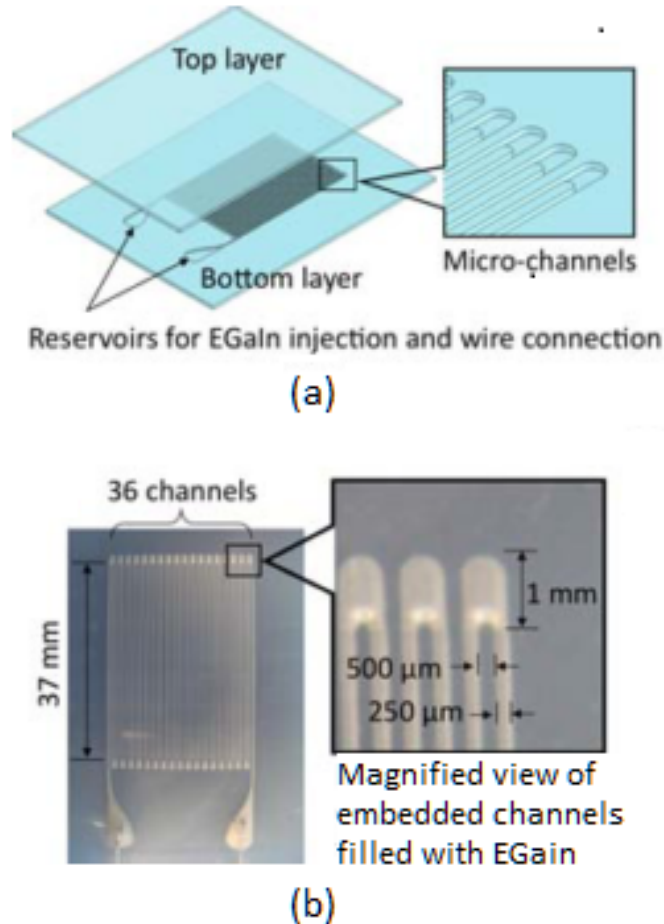 Top layer
Bottom layer
Micro-channels
Reservoirs for EGaIn injection and wire connection
(a)
36 channels
37 mm
1 mm
500 μm
250 μm
Magnified view of
embedded channels
filled with EGain
(b)